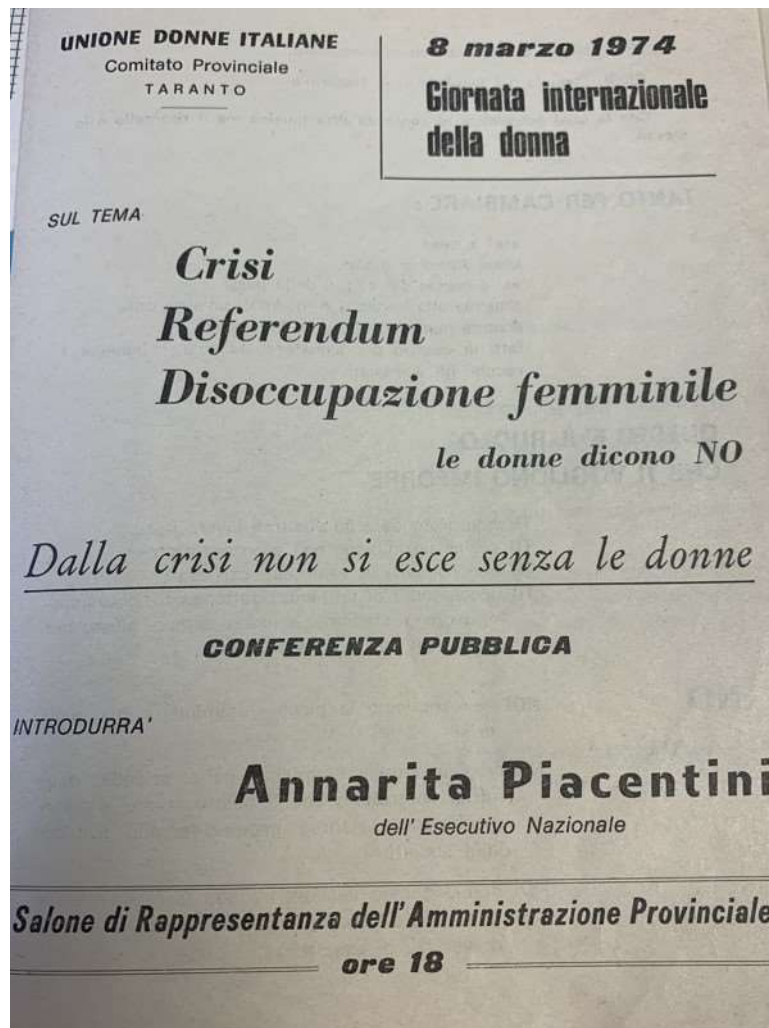 UNIONE DONNE ITALIANE
Comitato Provinciale
TARANTO
8 marzo 1974
Giornata internazionale
della donna
SUL TEMA
Crisi
Referendum
Disoccupazione femminile
le donne dicono NO
Dalla crisi non si esce senza le donne
CONFERENZA PUBBLICA
INTRODURRA'
Annarita Piacentini
dell'Esecutivo Nazionale
Salone di Rappresentanza dell'Amministrazione Provinciale
ore 18